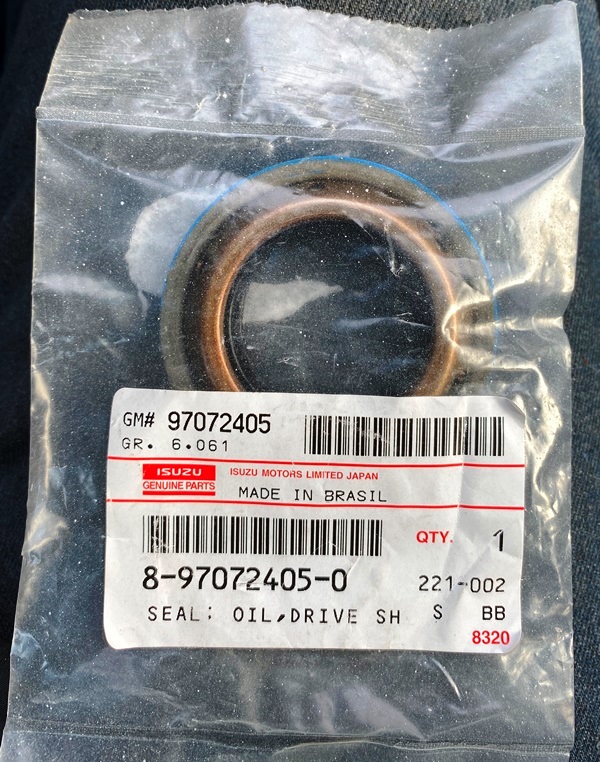 GM# 97072405
GR. 6.061
ISUZU
GENUINE PARTS
ISUZU MOTORS LIMITED JAPAN
MADE IN BRASIL
QTY. 1
8-97072405-0 221-002
SEAL; OIL,DRIVE SH S BB
8320